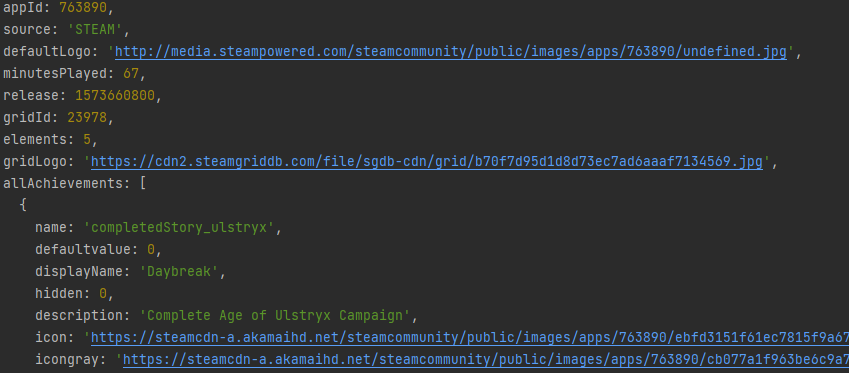 appId: 763890,
source: 'STEAM',
defaultLogo: 'http://media.steampowered.com/steamcommunity/public/images/apps/763890/undefined.jpg',
minutesPlayed: 67,
release: 1573660800,
gridId: 23978,
elements: 5,
gridLogo: 'https://cdn2.steamgriddb.com/file/sgdb-cdn/grid/b70f7d95d1d8d73ec7ad6aaaf7134569.jpg',
allAchievements: [
{
name: 'completedStory_ulstryx',
defaultvalue: 0,
displayName: 'Daybreak',
hidden: 0,
description: 'Complete Age of Ulstryx Campaign',
icon: 'https://steamcdn-a.akamaihd.net/steamcommunity/public/images/apps/763890/ebfd3151f61ec7815f9a67
icongray: 'https://steamcdn-a.akamaihd.net/steamcommunity/public/images/apps/763890/cb077a1f963be6c9a7